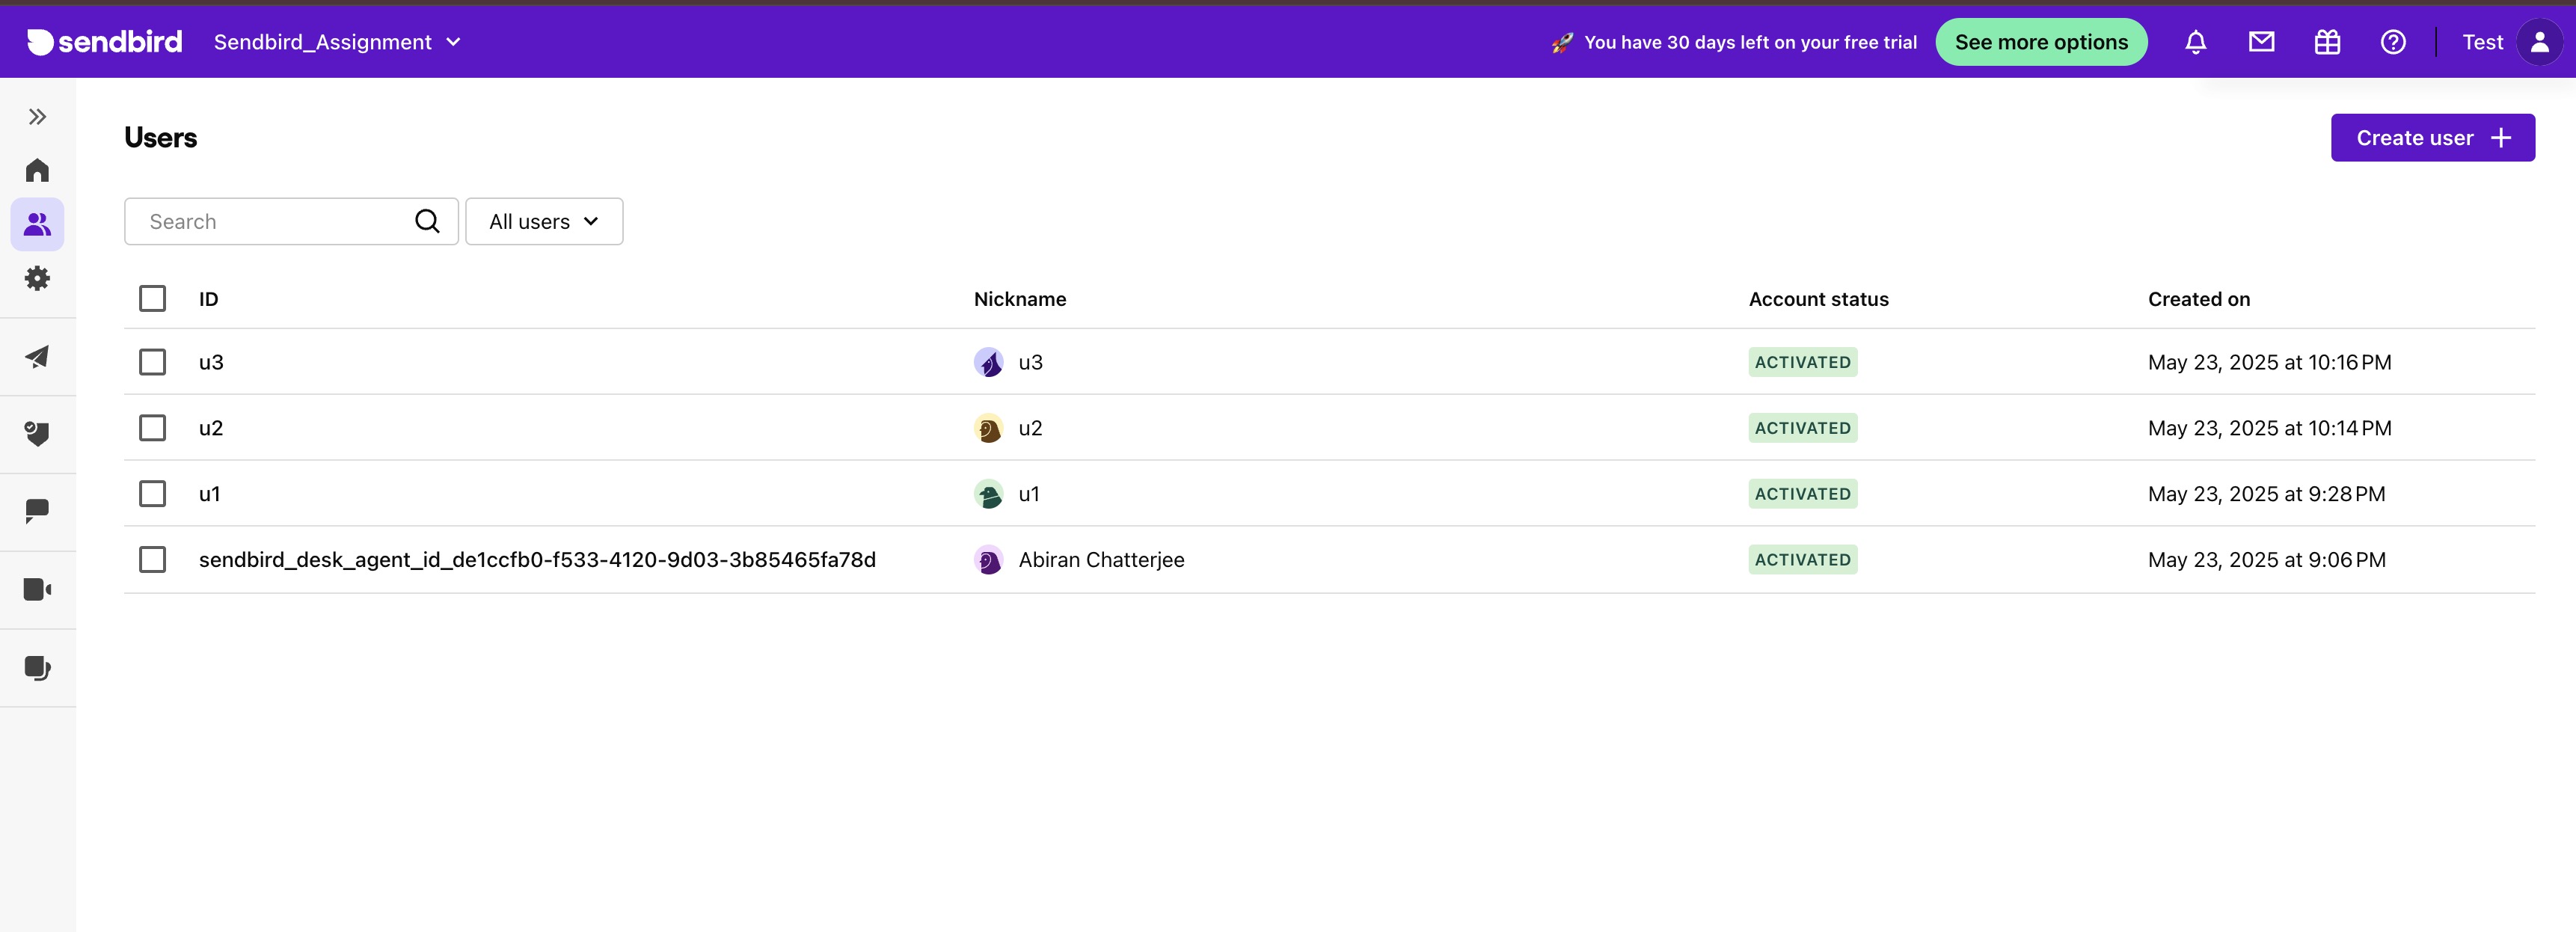 sendbird Sendbird_Assignment 🚀 You have 30 days left on your free trial See more options Test
Users Create user
Search All users
ID Nickname Account status Created on
u3 u3 ACTIVATED May 23, 2025 at 10:16 PM
u2 u2 ACTIVATED May 23, 2025 at 10:14 PM
u1 u1 ACTIVATED May 23, 2025 at 9:28 PM
sendbird_desk_agent_id_de1ccfb0-f533-4120-9d03-3b85465fa78d Abiran Chatterjee ACTIVATED May 23, 2025 at 9:06 PM